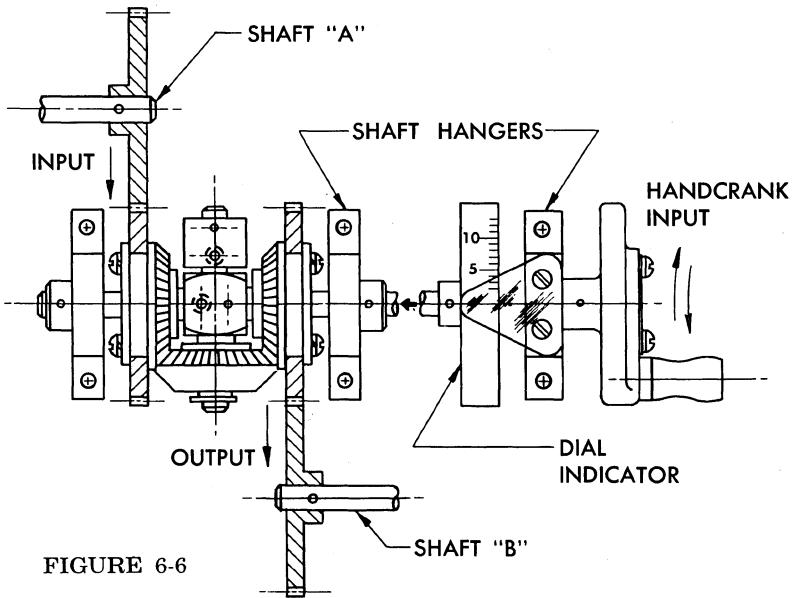 SHAFT "A"
SHAFT HANGERS
INPUT
HANDCRANK
INPUT
10
5
OUTPUT
DIAL
INDICATOR
SHAFT "B"
FIGURE 6-6